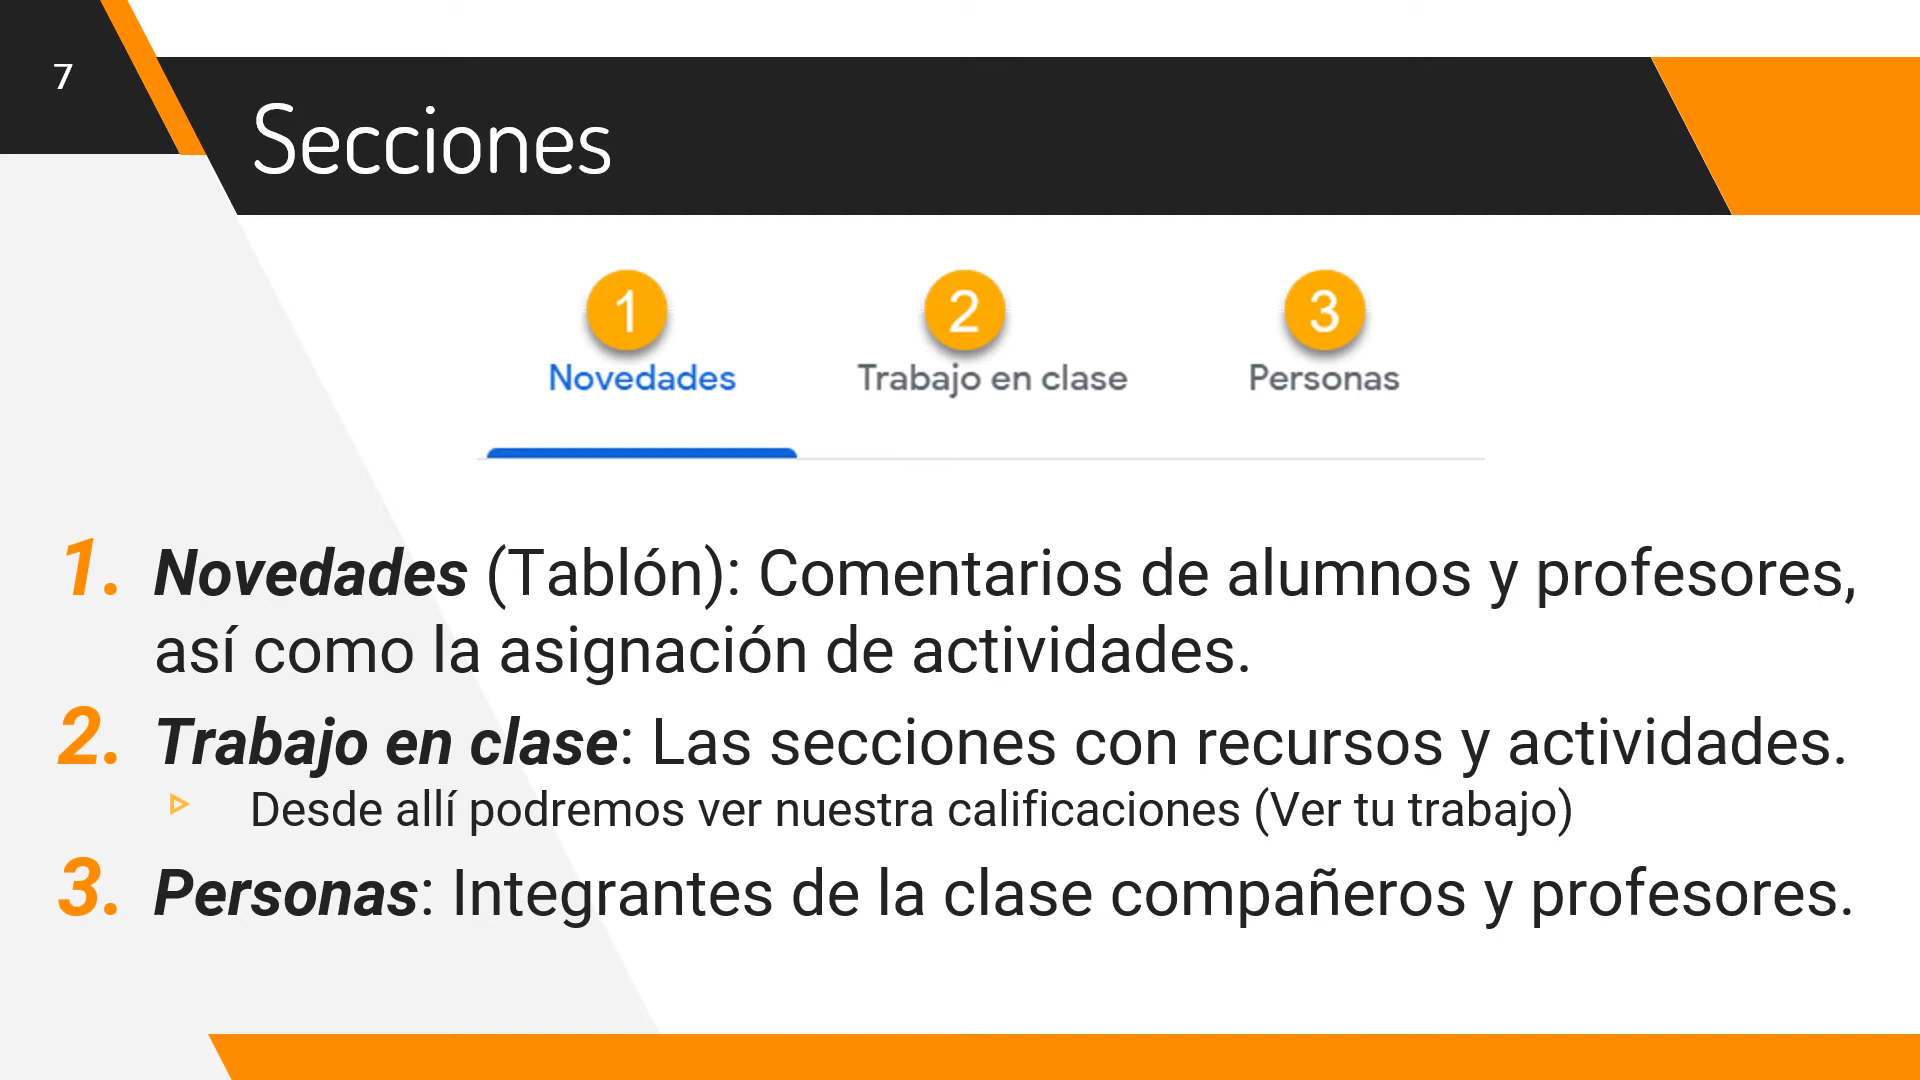 7
Secciones
1 2 3
Novedades Trabajo en clase Personas
1. Novedades (Tablón): Comentarios de alumnos y profesores,
así como la asignación de actividades.
2. Trabajo en clase: Las secciones con recursos y actividades.
Desde allí podremos ver nuestra calificaciones (Ver tu trabajo)
3. Personas: Integrantes de la clase compañeros y profesores.